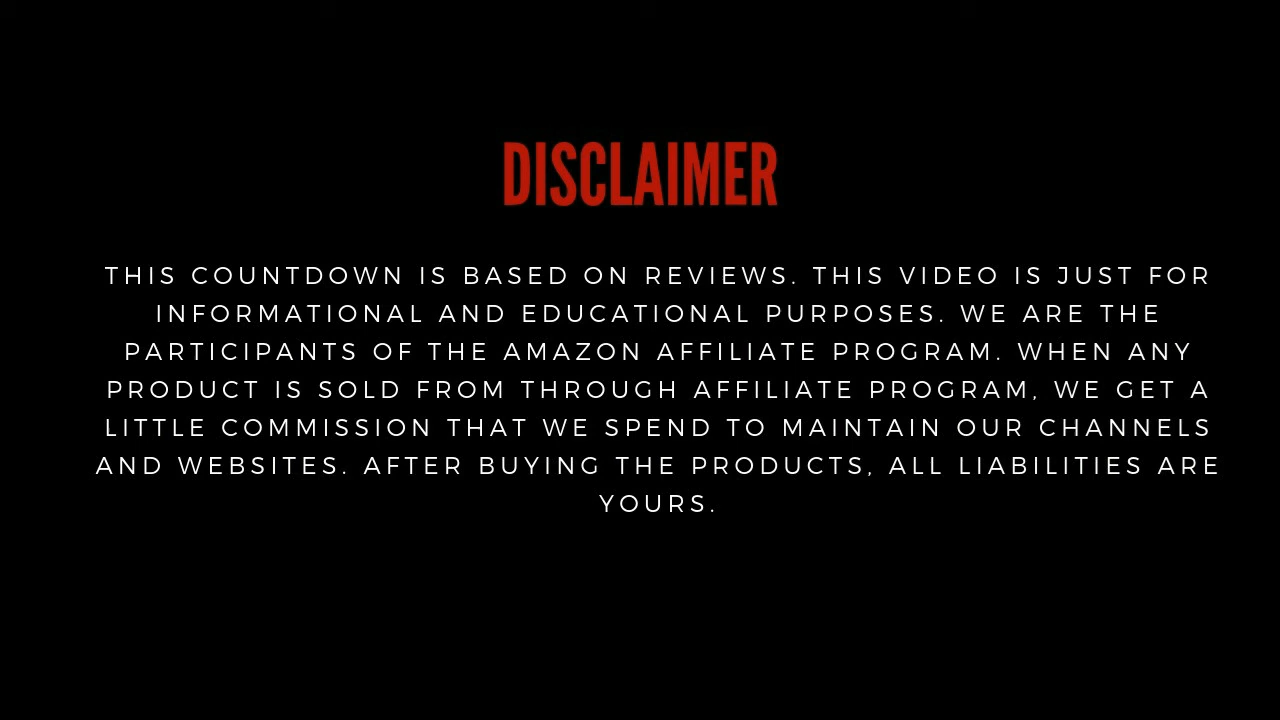 DISCLAIMER
THIS COUNTDOWN IS BASED ON REVIEWS. THIS VIDEO IS JUST FOR
INFORMATIONAL AND EDUCATIONAL PURPOSES. WE ARE THE
PARTICIPANTS OF THE AMAZON AFFILIATE PROGRAM. WHEN ANY
PRODUCT IS SOLD FROM THROUGH AFFILIATE PROGRAM, WE GET A
LITTLE COMMISSION THAT WE SPEND TO MAINTAIN OUR CHANNELS
AND WEBSITES. AFTER BUYING THE PRODUCTS, ALL LIABILITIES ARE
YOURS.